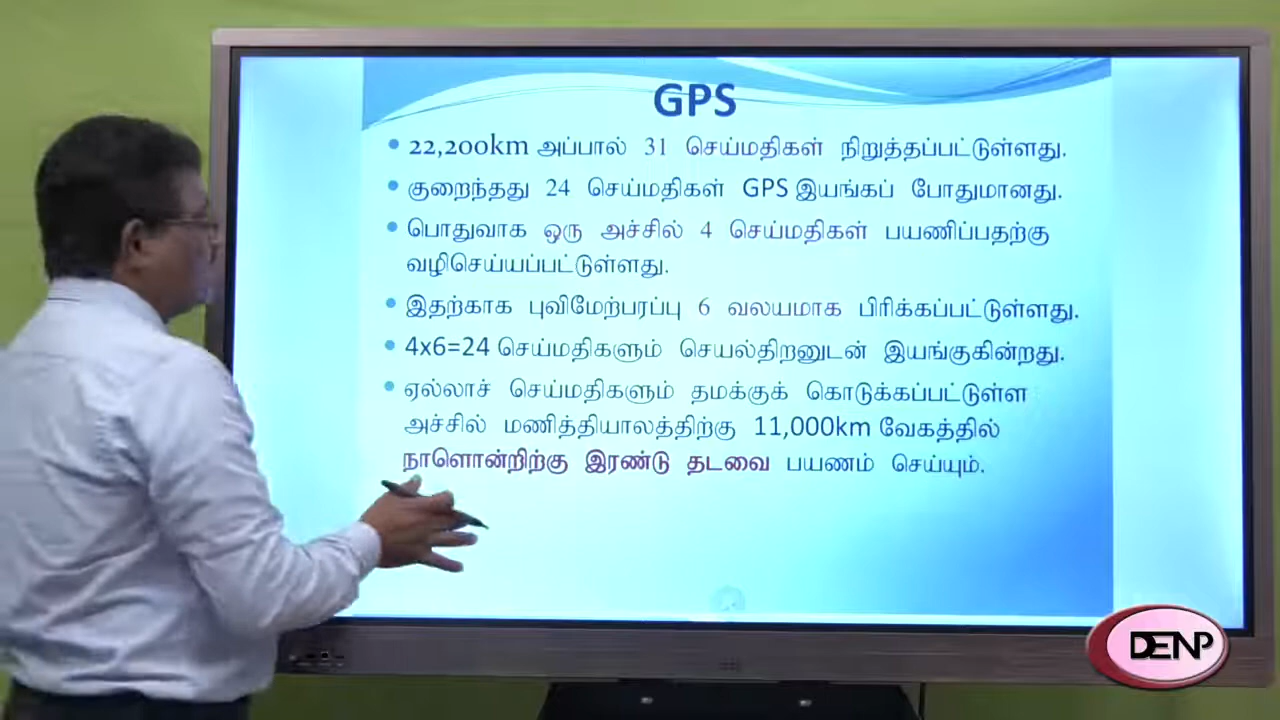 GPS
• 22,200km அப்பால் 31 செய்மதிகள் நிறுத்தப்பட்டுள்ளது.
• குறைந்தது 24 செய்மதிகள் GPS இயங்கப் போதுமானது.
• பொதுவாக ஒரு அச்சில் 4 செய்மதிகள் பயணிப்பதற்கு
வழிசெய்யப்பட்டுள்ளது.
• இதற்காக புவிமேற்பரப்பு 6 வலயமாக பிரிக்கப்பட்டுள்ளது.
• 4x6=24 செய்மதிகளும் செயல்திறனுடன் இயங்குகின்றது.
• ஏல்லாச் செய்மதிகளும் தமக்குக் கொடுக்கப்பட்டுள்ள
அச்சில் மணித்தியாலத்திற்கு 11,000km வேகத்தில்
நாளொன்றிற்கு இரண்டு தடவை பயணம் செய்யும்.
DENP